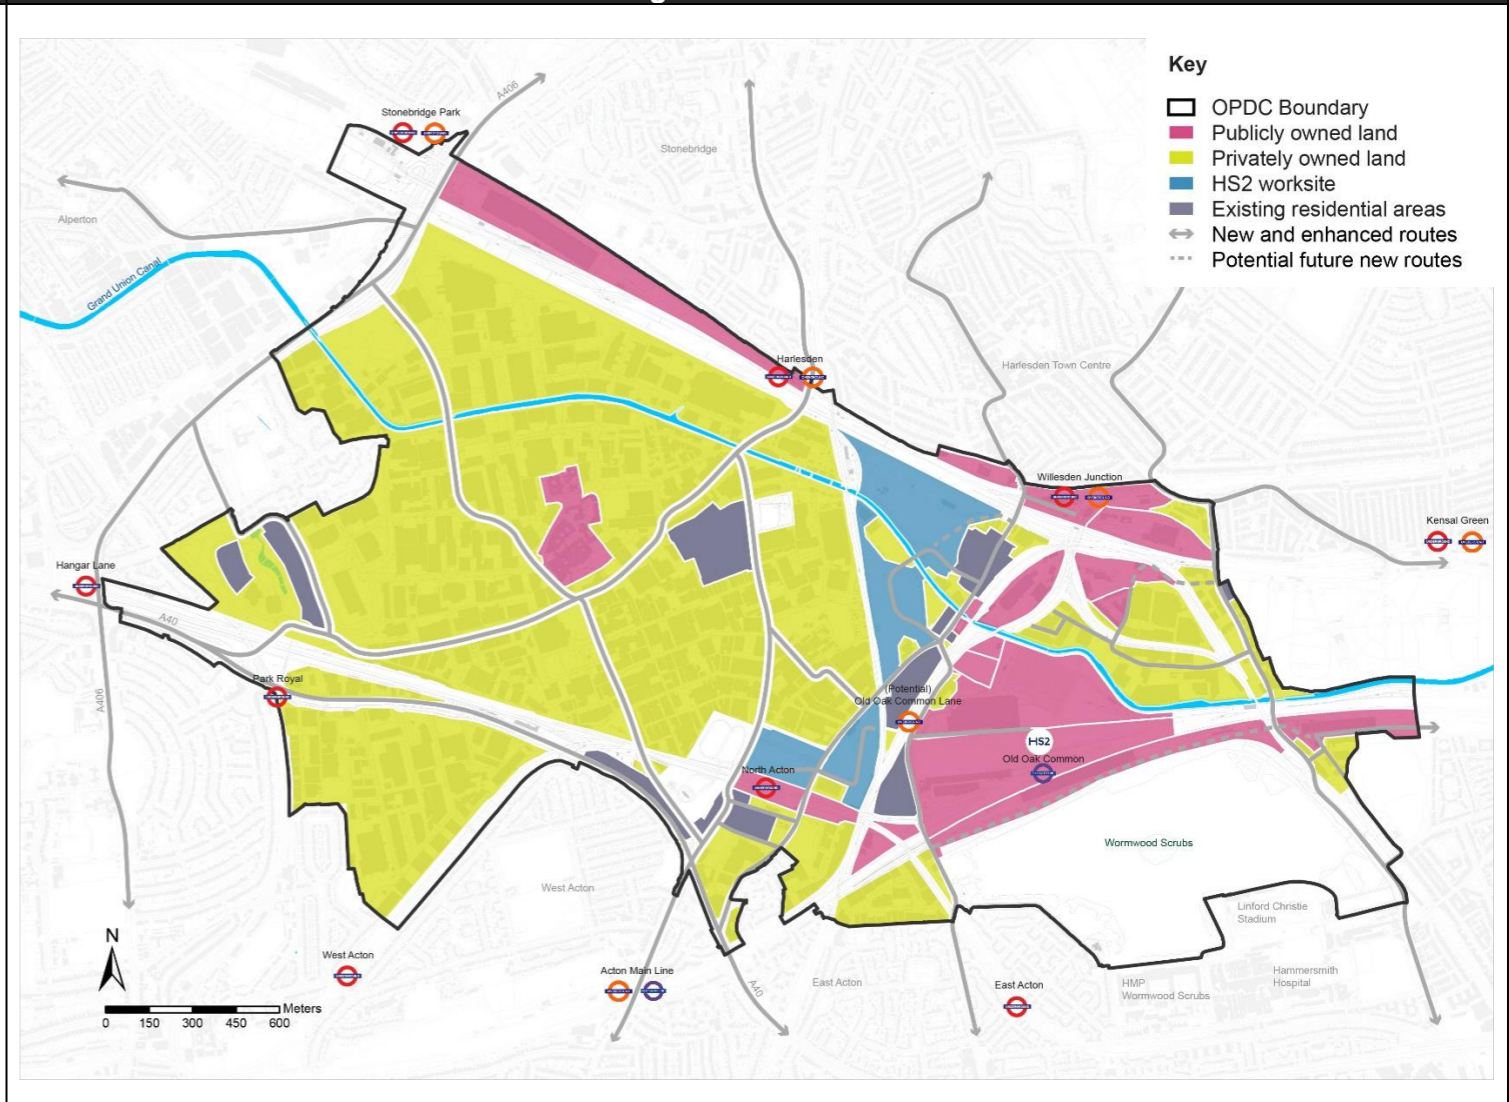 Key
OPDC Boundary
Publicly owned land
Privately owned land
HS2 worksite
Existing residential areas
New and enhanced routes
Potential future new routes
A406
Stonebridge Park
Stonebridge
Alperton
Grand Union Canal
Harlesden
Harlesden Town Centre
Willesden Junction
Kensal Green
Hangar Lane
A40
Park Royal
A406
(Potential)
Old Oak Common Lane
HS2
Old Oak Common
North Acton
Wormwood Scrubs
West Acton
Linford Christie
Stadium
N
West Acton
Acton Main Line
A40
East Acton
East Acton
HMP
Wormwood Scrubs
Hammersmith
Hospital
Meters
0 150 300 450 600